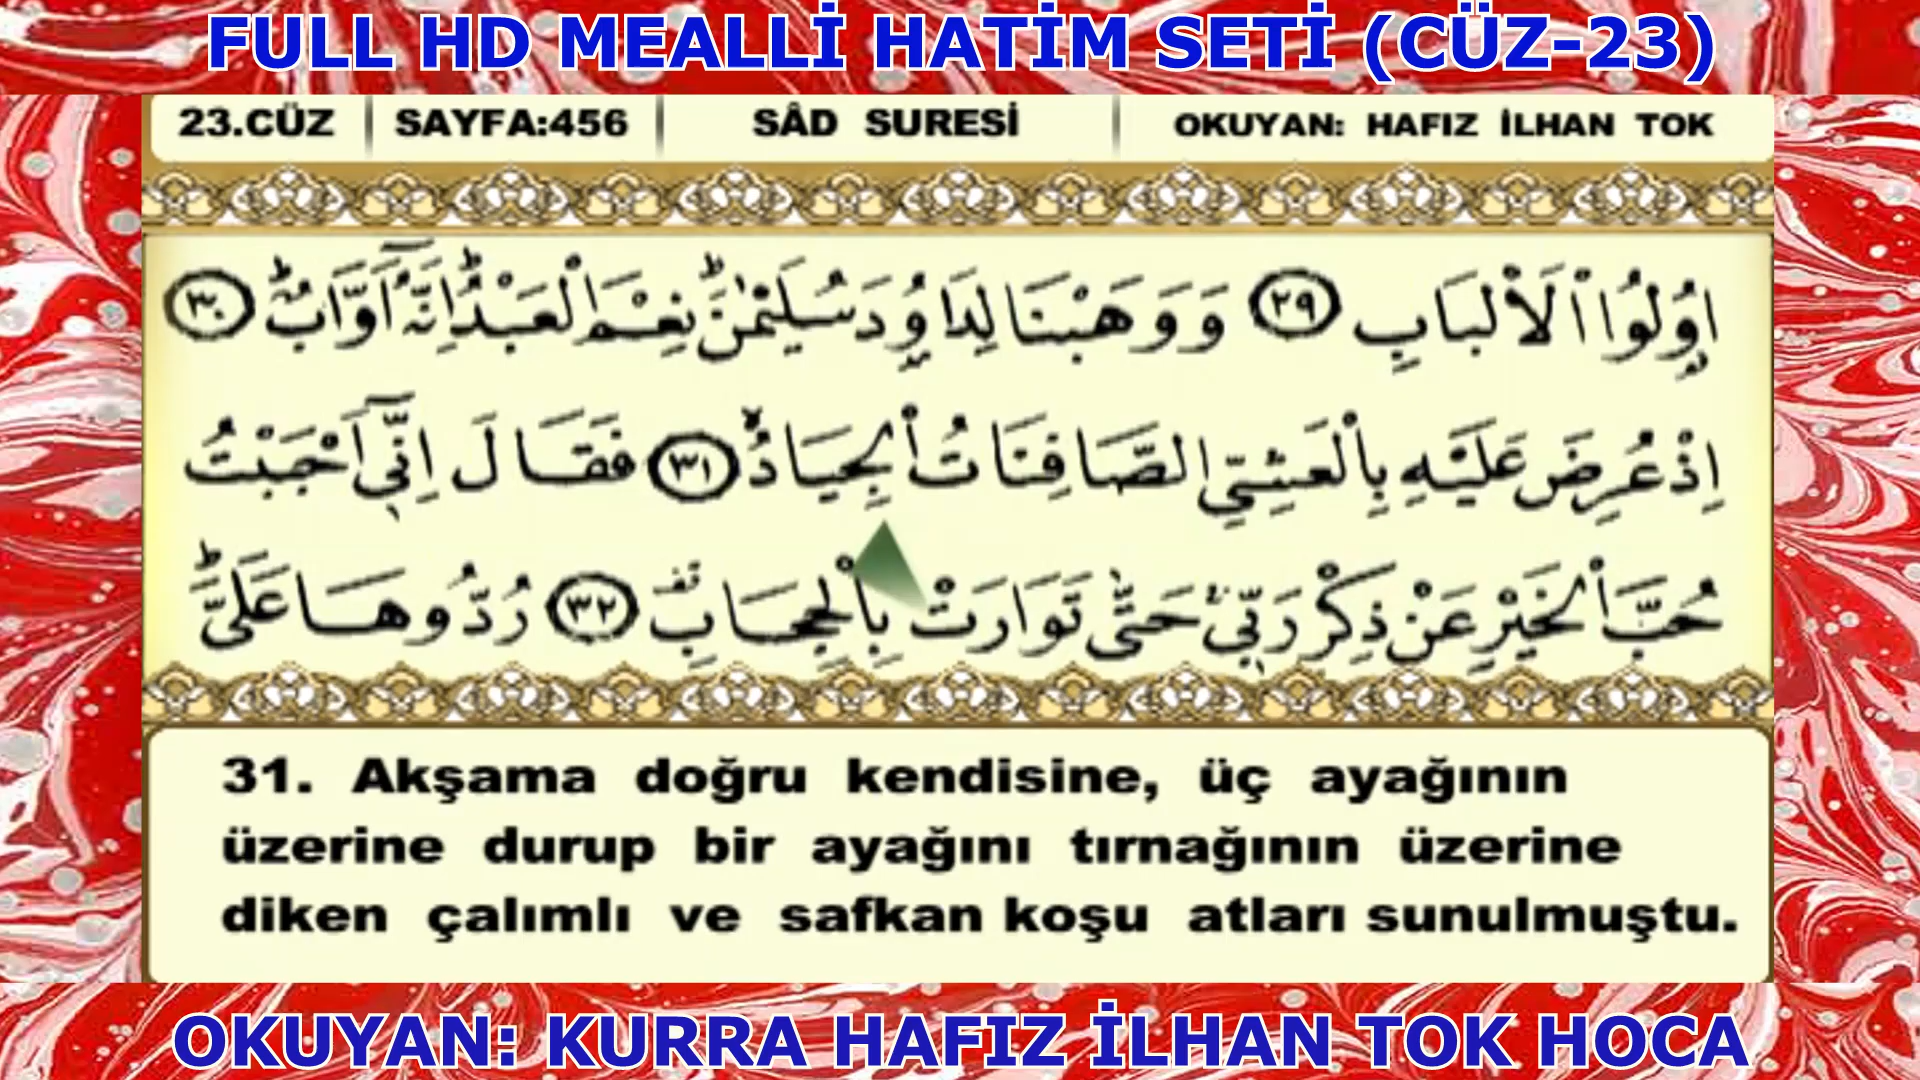 FULL HD MEALLİ HATİM SETİ (CÜZ-23)
23.CÜZ | SAYFA:456 | SÂD SURESİ | OKUYAN: HAFIZ İLHAN TOK
اُو۬لُوا الْاَلْبَابِ ﴿٢٩﴾ وَوَهَبْنَا لِدَاوُ۫دَ سُلَيْمٰنَۜ نِعْمَ الْعَبْدُۜ اِنَّهُٓ اَوَّابٌۜ ﴿٣٠﴾
اِذْ عُرِضَ عَلَيْهِ بِالْعَشِيِّ الصَّافِنَاتُ الْجِيَادُۙ ﴿٣١﴾ فَقَالَ اِنّ۪ٓي اَحْبَبْتُ
حُبَّ الْخَيْرِ عَنْ ذِكْرِ رَبّ۪يۚ حَتّٰى تَوَارَتْ بِالْحِجَابِ۠ ﴿٣٢﴾ رُدُّوهَا عَلَيَّۜ
31. Akşama doğru kendisine, üç ayağının
üzerine durup bir ayağını tırnağının üzerine
diken çalımlı ve safkan koşu atları sunulmuştu.
OKUYAN: KURRA HAFIZ İLHAN TOK HOCA